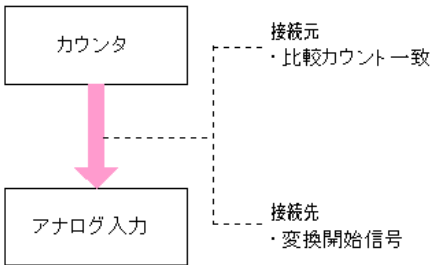 カウンタ
接続元
・比較カウント一致
アナログ入力
接続先
・変換開始信号